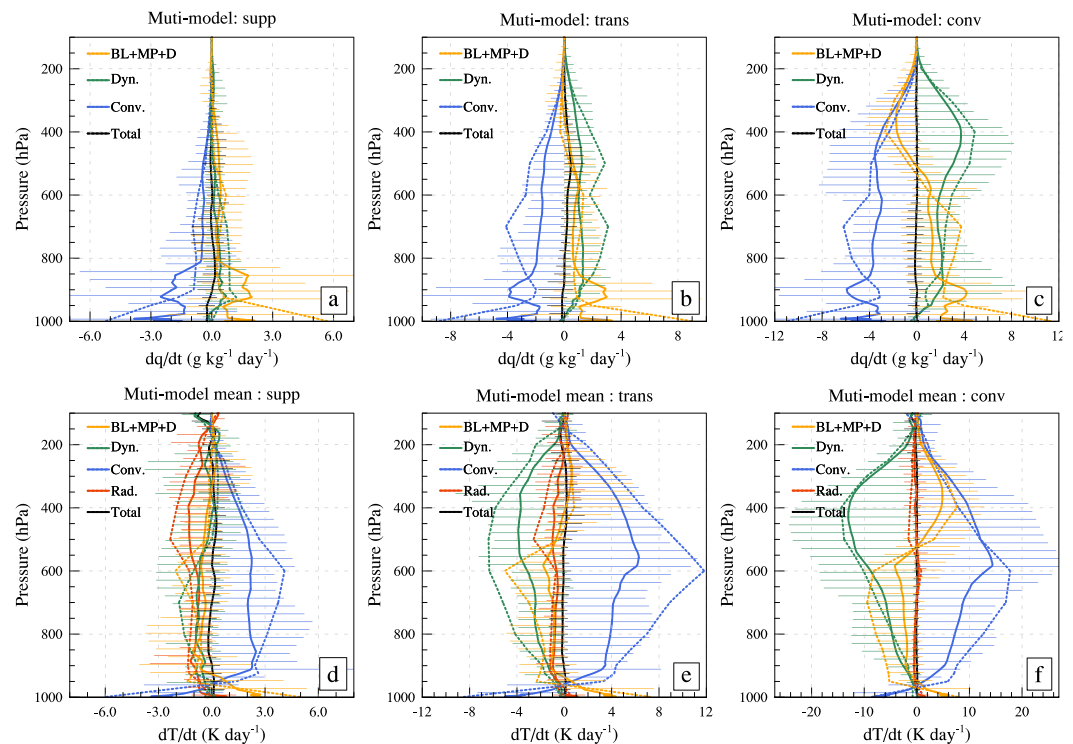 Muti-model: supp
Muti-model: trans
Muti-model: conv
BL+MP+D
Dyn.
Conv.
Total
200
400
600
800
1000
Pressure (hPa)
-6.0
-3.0
0.0
3.0
6.0
dq/dt (g kg⁻¹ day⁻¹)
a
BL+MP+D
Dyn.
Conv.
Total
200
400
600
800
1000
Pressure (hPa)
-8
-4
0
4
8
dq/dt (g kg⁻¹ day⁻¹)
b
BL+MP+D
Dyn.
Conv.
Total
200
400
600
800
1000
Pressure (hPa)
-12
-8
-4
0
4
8
12
dq/dt (g kg⁻¹ day⁻¹)
c
Muti-model mean : supp
Muti-model mean : trans
Muti-model mean : conv
BL+MP+D
Dyn.
Conv.
Rad.
Total
200
400
600
800
1000
Pressure (hPa)
-6.0
-3.0
0.0
3.0
6.0
dT/dt (K day⁻¹)
d
BL+MP+D
Dyn.
Conv.
Rad.
Total
200
400
600
800
1000
Pressure (hPa)
-12
-8
-4
0
4
8
12
dT/dt (K day⁻¹)
e
BL+MP+D
Dyn.
Conv.
Rad.
Total
200
400
600
800
1000
Pressure (hPa)
-20
-10
0
10
20
dT/dt (K day⁻¹)
f